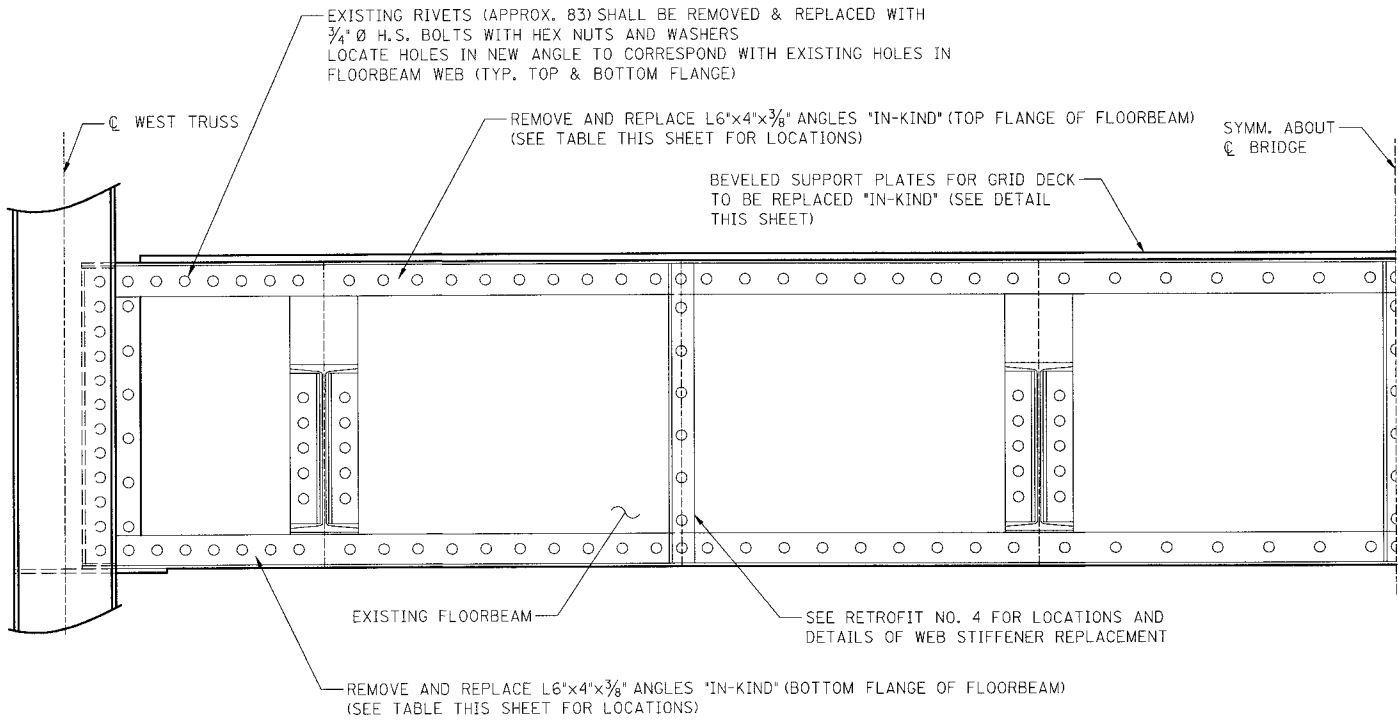 EXISTING RIVETS (APPROX. 83) SHALL BE REMOVED & REPLACED WITH
3/4" Ø H.S. BOLTS WITH HEX NUTS AND WASHERS
LOCATE HOLES IN NEW ANGLE TO CORRESPOND WITH EXISTING HOLES IN
FLOORBEAM WEB (TYP. TOP & BOTTOM FLANGE)
℄ WEST TRUSS
REMOVE AND REPLACE L6"x4"x3/8" ANGLES "IN-KIND" (TOP FLANGE OF FLOORBEAM)
(SEE TABLE THIS SHEET FOR LOCATIONS)
SYMM. ABOUT
℄ BRIDGE
BEVELED SUPPORT PLATES FOR GRID DECK
TO BE REPLACED "IN-KIND" (SEE DETAIL
THIS SHEET)
EXISTING FLOORBEAM
SEE RETROFIT NO. 4 FOR LOCATIONS AND
DETAILS OF WEB STIFFENER REPLACEMENT
REMOVE AND REPLACE L6"x4"x3/8" ANGLES "IN-KIND" (BOTTOM FLANGE OF FLOORBEAM)
(SEE TABLE THIS SHEET FOR LOCATIONS)